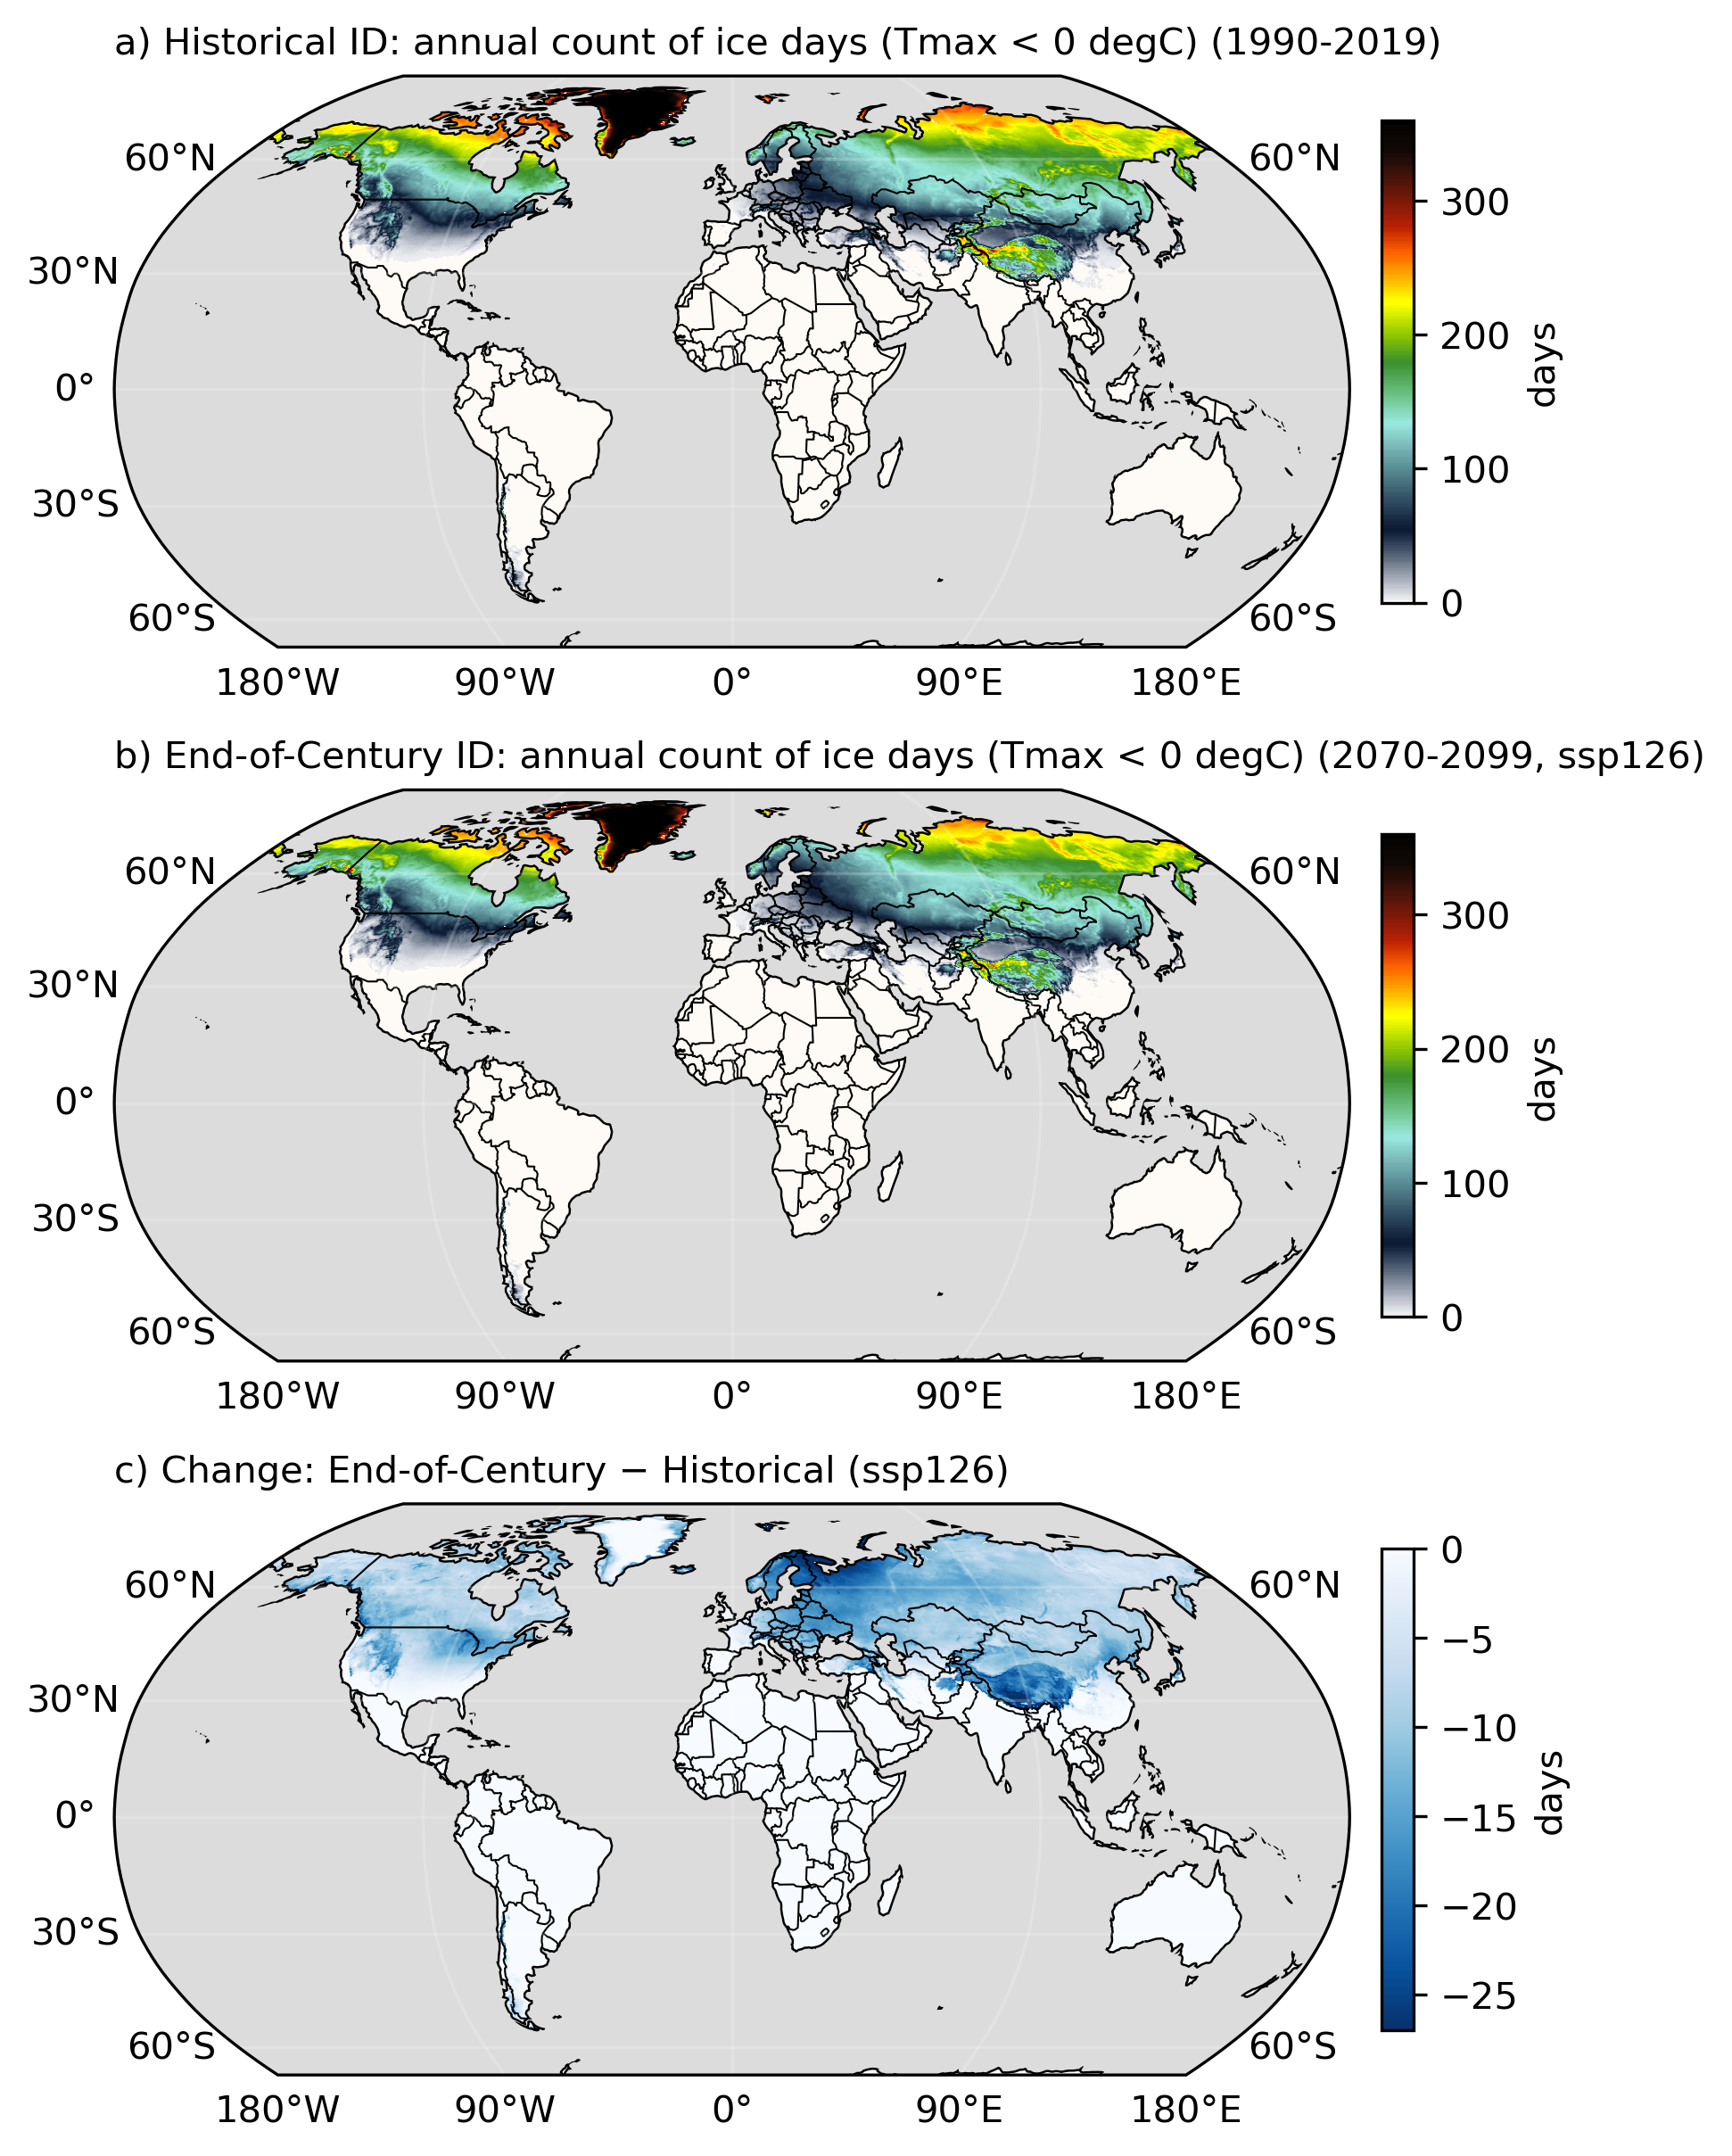 a) Historical ID: annual count of ice days (Tmax < 0 degC) (1990-2019)
60°N 60°N
30°N
0°
30°S
60°S 60°S
180°W 90°W 0° 90°E 180°E
300
200
100
0
days
b) End-of-Century ID: annual count of ice days (Tmax < 0 degC) (2070-2099, ssp126)
60°N 60°N
30°N
0°
30°S
60°S 60°S
180°W 90°W 0° 90°E 180°E
300
200
100
0
days
c) Change: End-of-Century − Historical (ssp126)
60°N 60°N
30°N
0°
30°S
60°S 60°S
180°W 90°W 0° 90°E 180°E
0
−5
−10
−15
−20
−25
days